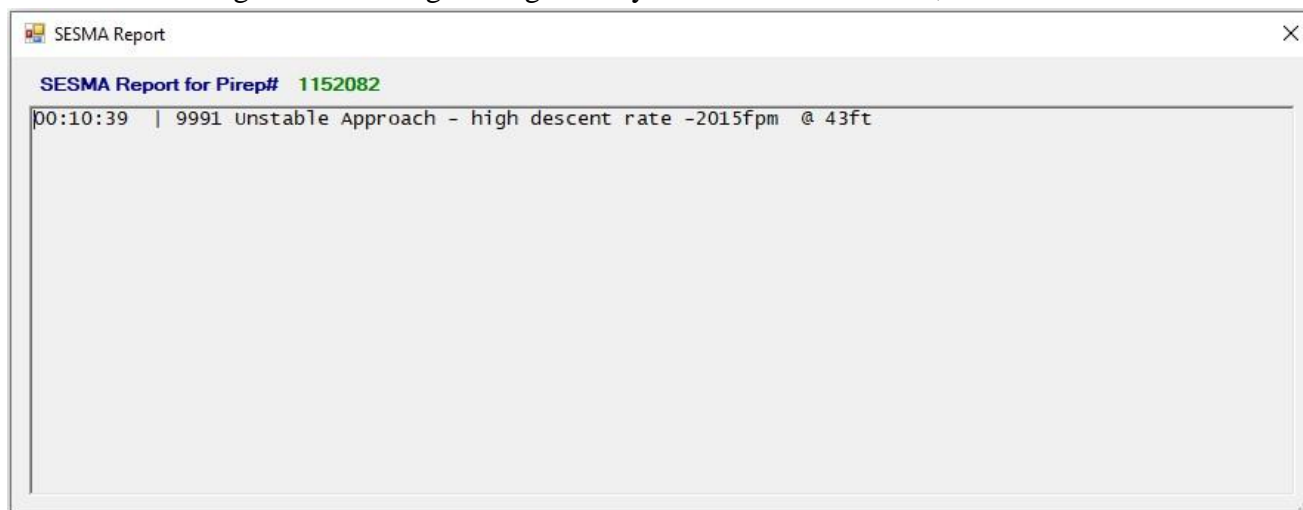 SESMA Report
SESMA Report for Pirep# 1152082
00:10:39 | 9991 Unstable Approach - high descent rate -2015fpm @ 43ft